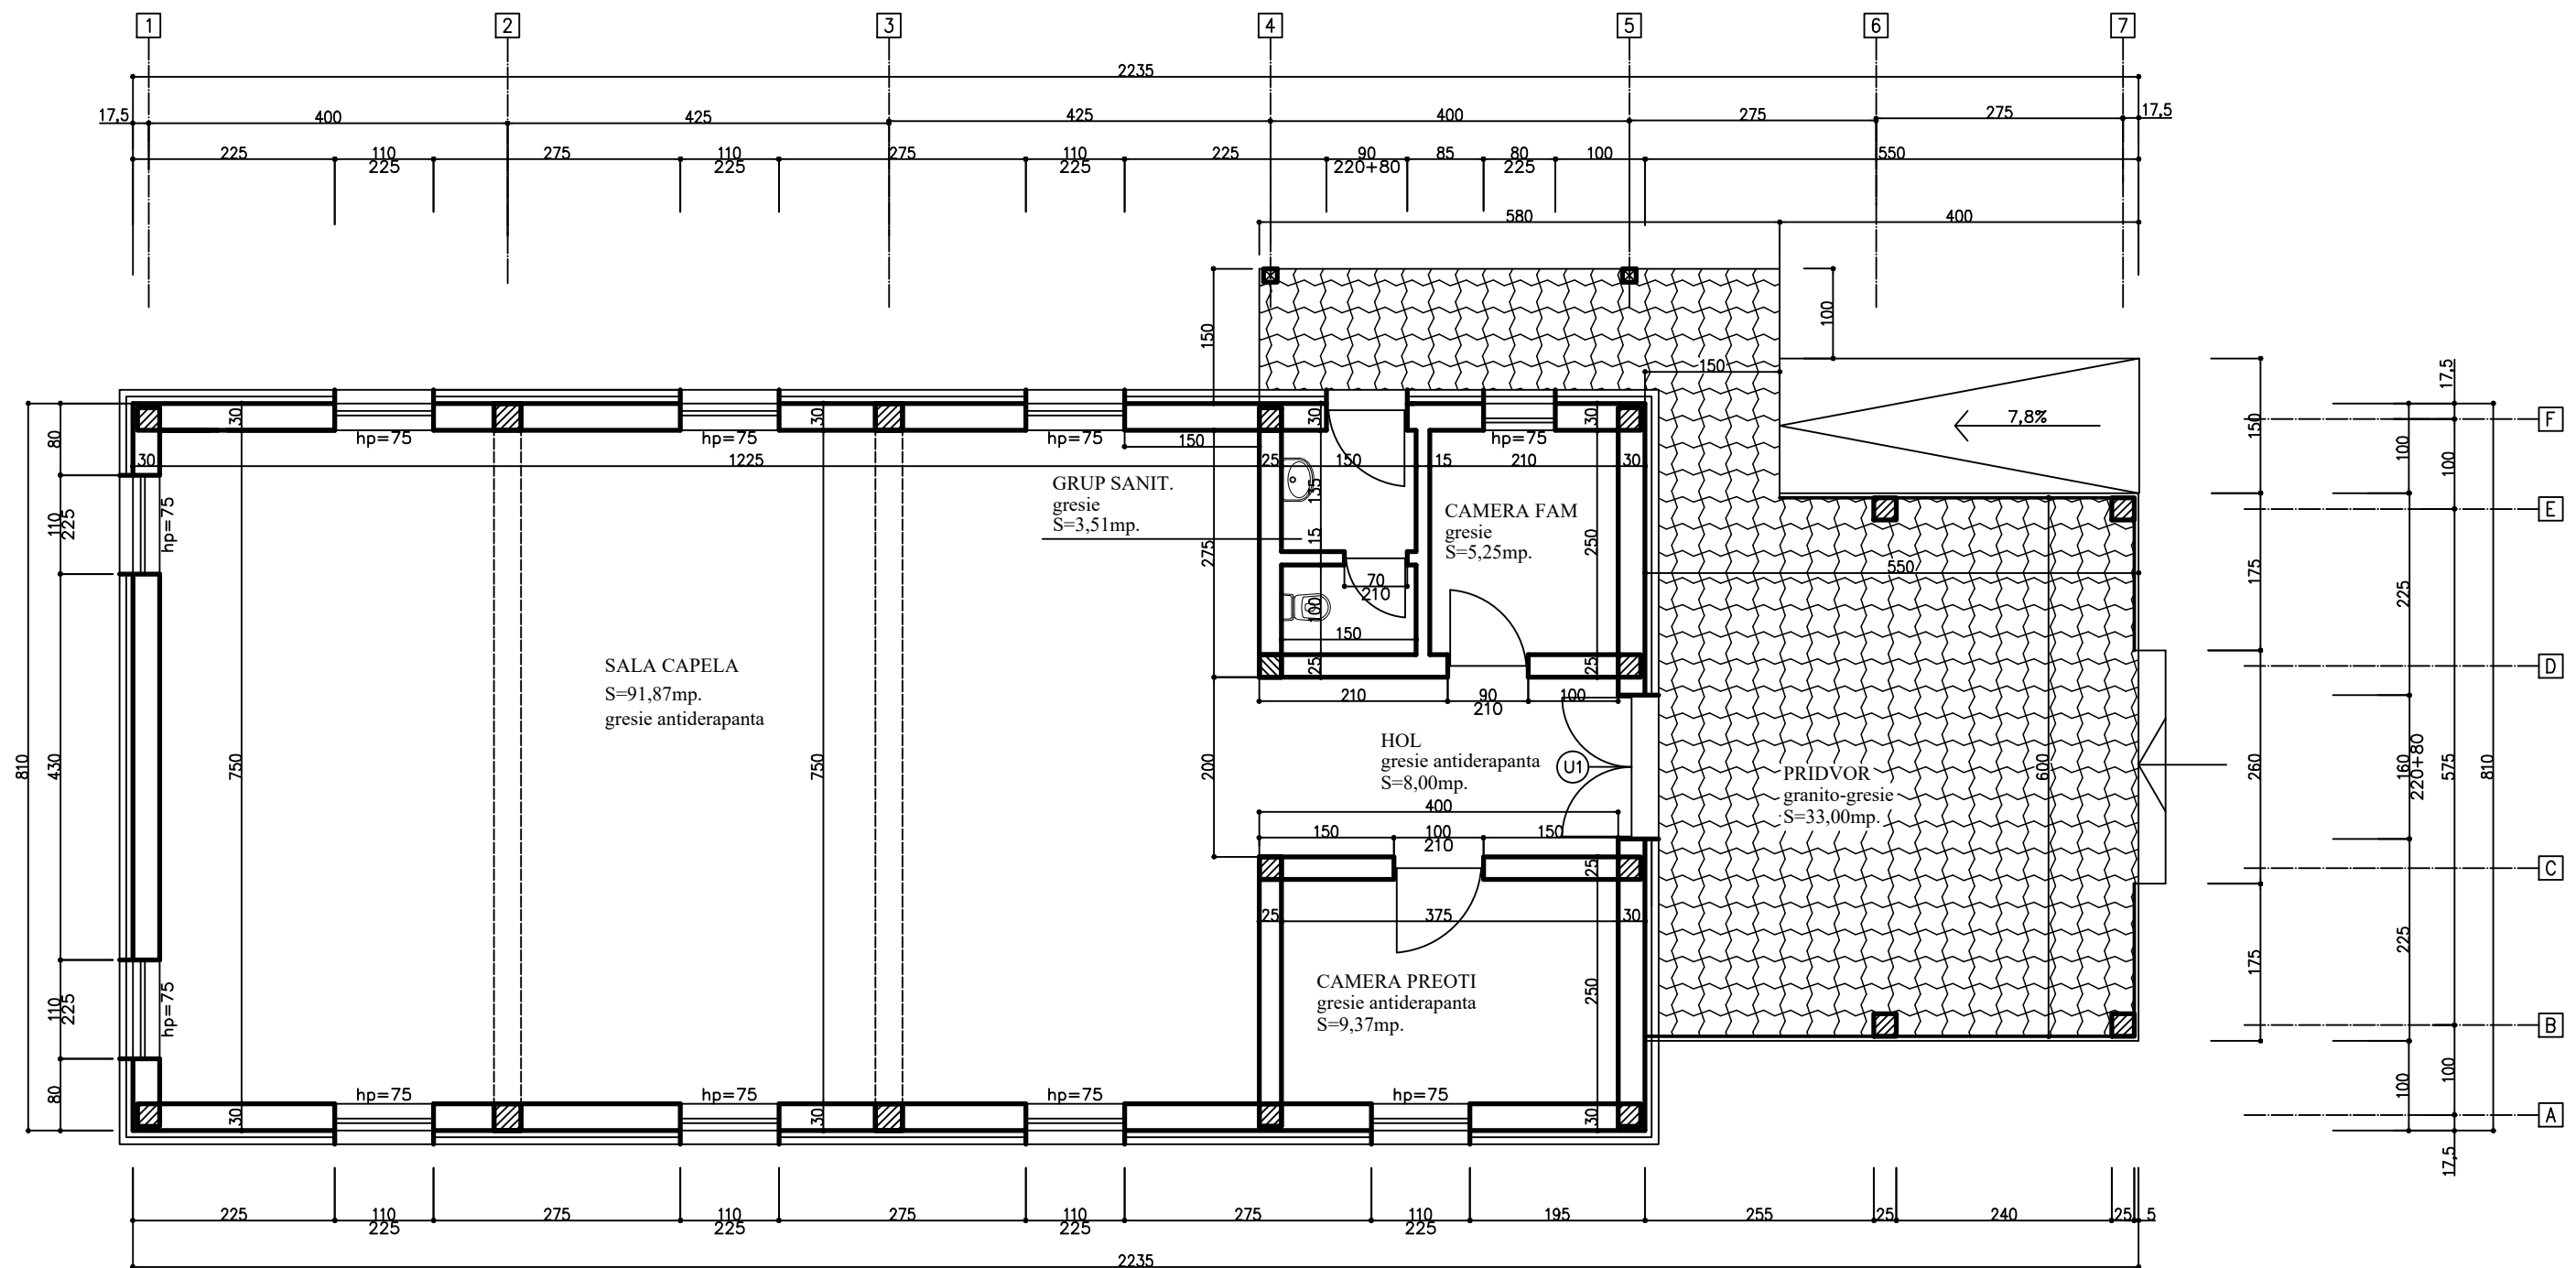 1 2 3 4 5 6 7
2235
17,5 400 425 425 400 275 275 17,5
225 110 275 110 275 110 225 90 85 80 100 550
225 225 225 220+80 225
580 400
150 100
150
30 30 30 30
hp=75 hp=75 hp=75 hp=75
7,8%
150
30 1225 25 150 15 210 30
80
110
225
hp=75
430
810
110
225
hp=75
80
GRUP SANIT.
gresie
S=3,51mp.
135
15
275
100
70
210
150
25
CAMERA FAM
gresie
S=5,25mp.
250
25
550
SALA CAPELA
S=91,87mp.
gresie antiderapanta
750 750
210 90 100
210
200
HOL
gresie antiderapanta
S=8,00mp.
U1
400
150 100 150
210
25
25 375 30
CAMERA PREOTI
gresie antiderapanta
S=9,37mp.
250
PRIDVOR
granito-gresie
S=33,00mp.
600
30 30 30
hp=75 hp=75 hp=75 hp=75
150
175
260
175
100
225
160
220+80
225
100
17,5
100
575
100
17,5
810
F
E
D
C
B
A
225 110 275 110 275 110 275 110 195 255 25 240 25 5
225 225 225 225
2235